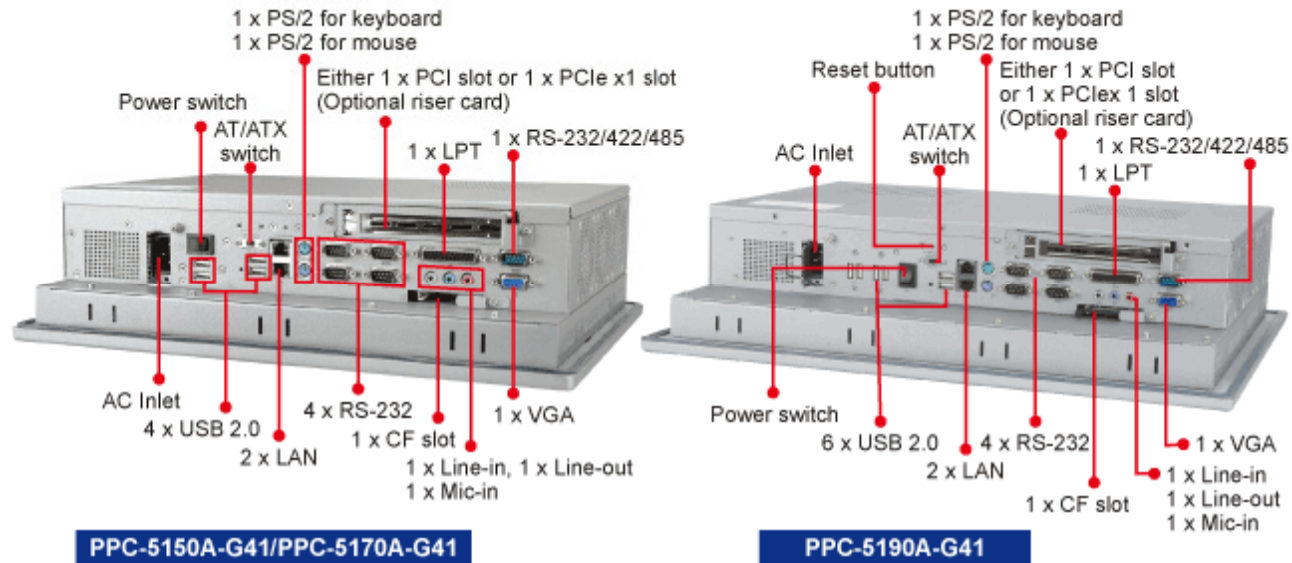 1 x PS/2 for keyboard
1 x PS/2 for mouse
Either 1 x PCI slot or 1 x PCIe x1 slot
(Optional riser card)
Power switch
AT/ATX
switch
1 x LPT
1 x RS-232/422/485
AC Inlet
4 x USB 2.0
2 x LAN
4 x RS-232
1 x CF slot
1 x Line-in, 1 x Line-out
1 x Mic-in
1 x VGA
PPC-5150A-G41/PPC-5170A-G41
1 x PS/2 for keyboard
1 x PS/2 for mouse
Reset button
Either 1 x PCI slot
or 1 x PCIex 1 slot
(Optional riser card)
AC Inlet
AT/ATX
switch
1 x RS-232/422/485
1 x LPT
Power switch
6 x USB 2.0
2 x LAN
4 x RS-232
1 x CF slot
1 x VGA
1 x Line-in
1 x Line-out
1 x Mic-in
PPC-5190A-G41